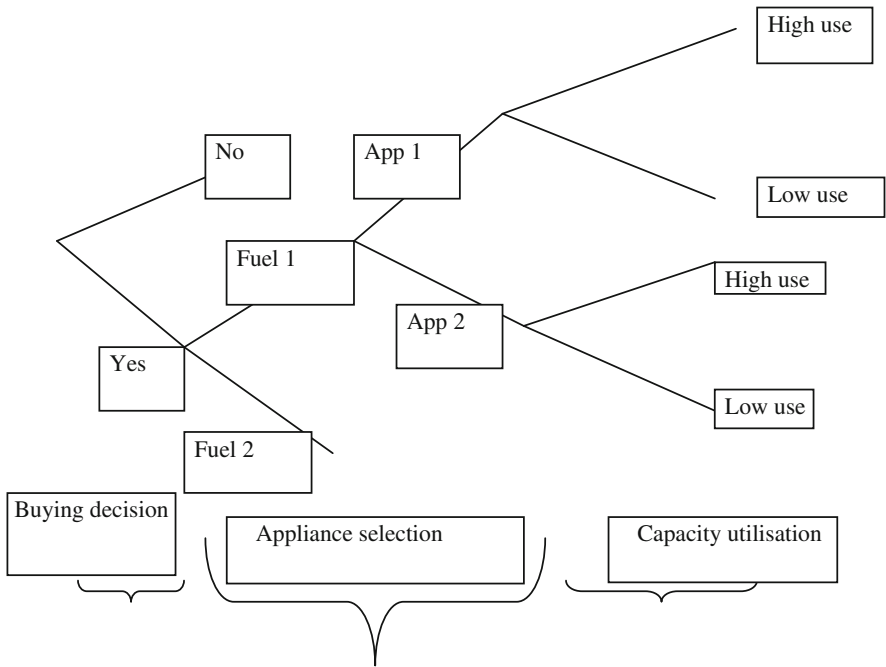 High use
No
App 1
Low use
Fuel 1
High use
App 2
Yes
Low use
Fuel 2
Buying decision
Appliance selection
Capacity utilisation